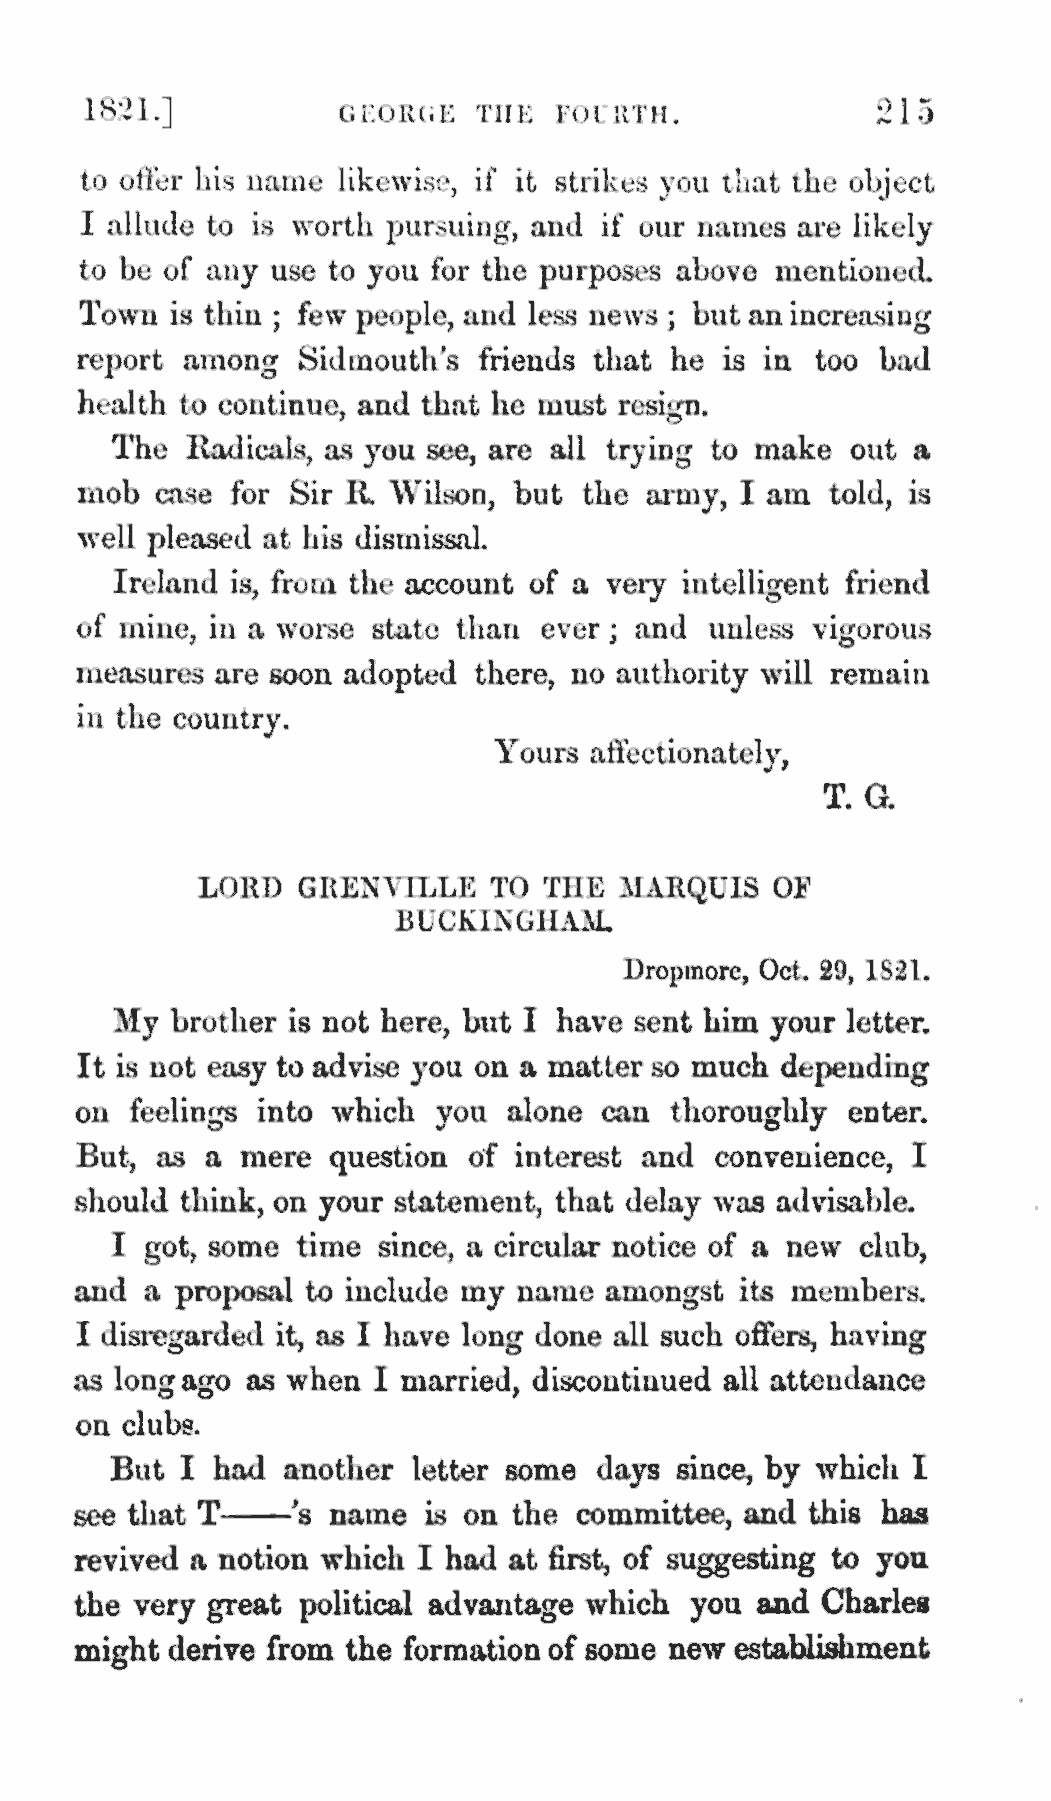 1821.] GEORGE THE FOURTH. 215
to offer his name likewise, if it strikes you that the object
I allude to is worth pursuing, and if our names are likely
to be of any use to you for the purposes above mentioned.
Town is thin ; few people, and less news ; but an increasing
report among Sidmouth's friends that he is in too bad
health to continue, and that he must resign.
The Radicals, as you see, are all trying to make out a
mob case for Sir R. Wilson, but the army, I am told, is
well pleased at his dismissal.
Ireland is, from the account of a very intelligent friend
of mine, in a worse state than ever ; and unless vigorous
measures are soon adopted there, no authority will remain
in the country.
Yours affectionately,
T. G.
LORD GRENVILLE TO THE MARQUIS OF
BUCKINGHAM.
Dropmore, Oct. 29, 1821.
My brother is not here, but I have sent him your letter.
It is not easy to advise you on a matter so much depending
on feelings into which you alone can thoroughly enter.
But, as a mere question of interest and convenience, I
should think, on your statement, that delay was advisable.
I got, some time since, a circular notice of a new club,
and a proposal to include my name amongst its members.
I disregarded it, as I have long done all such offers, having
as long ago as when I married, discontinued all attendance
on clubs.
But I had another letter some days since, by which I
see that T——'s name is on the committee, and this has
revived a notion which I had at first, of suggesting to you
the very great political advantage which you and Charles
might derive from the formation of some new establishment